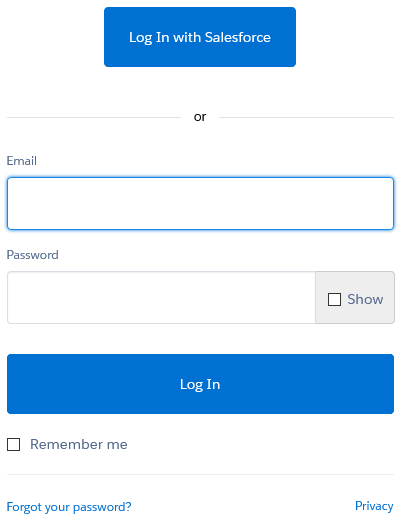 Log In with Salesforce
or
Email
Password
Show
Log In
Remember me
Forgot your password? Privacy